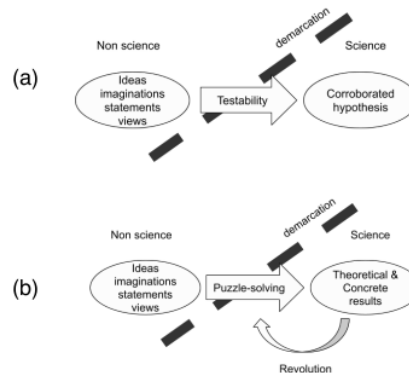 demarcation
Non science
Science
(a)
Ideas
imaginations
statements
views
Testability
Corroborated
hypothesis
demarcation
Non science
Science
(b)
Ideas
imaginations
statements
views
Puzzle-solving
Theoretical &
Concrete
results
Revolution